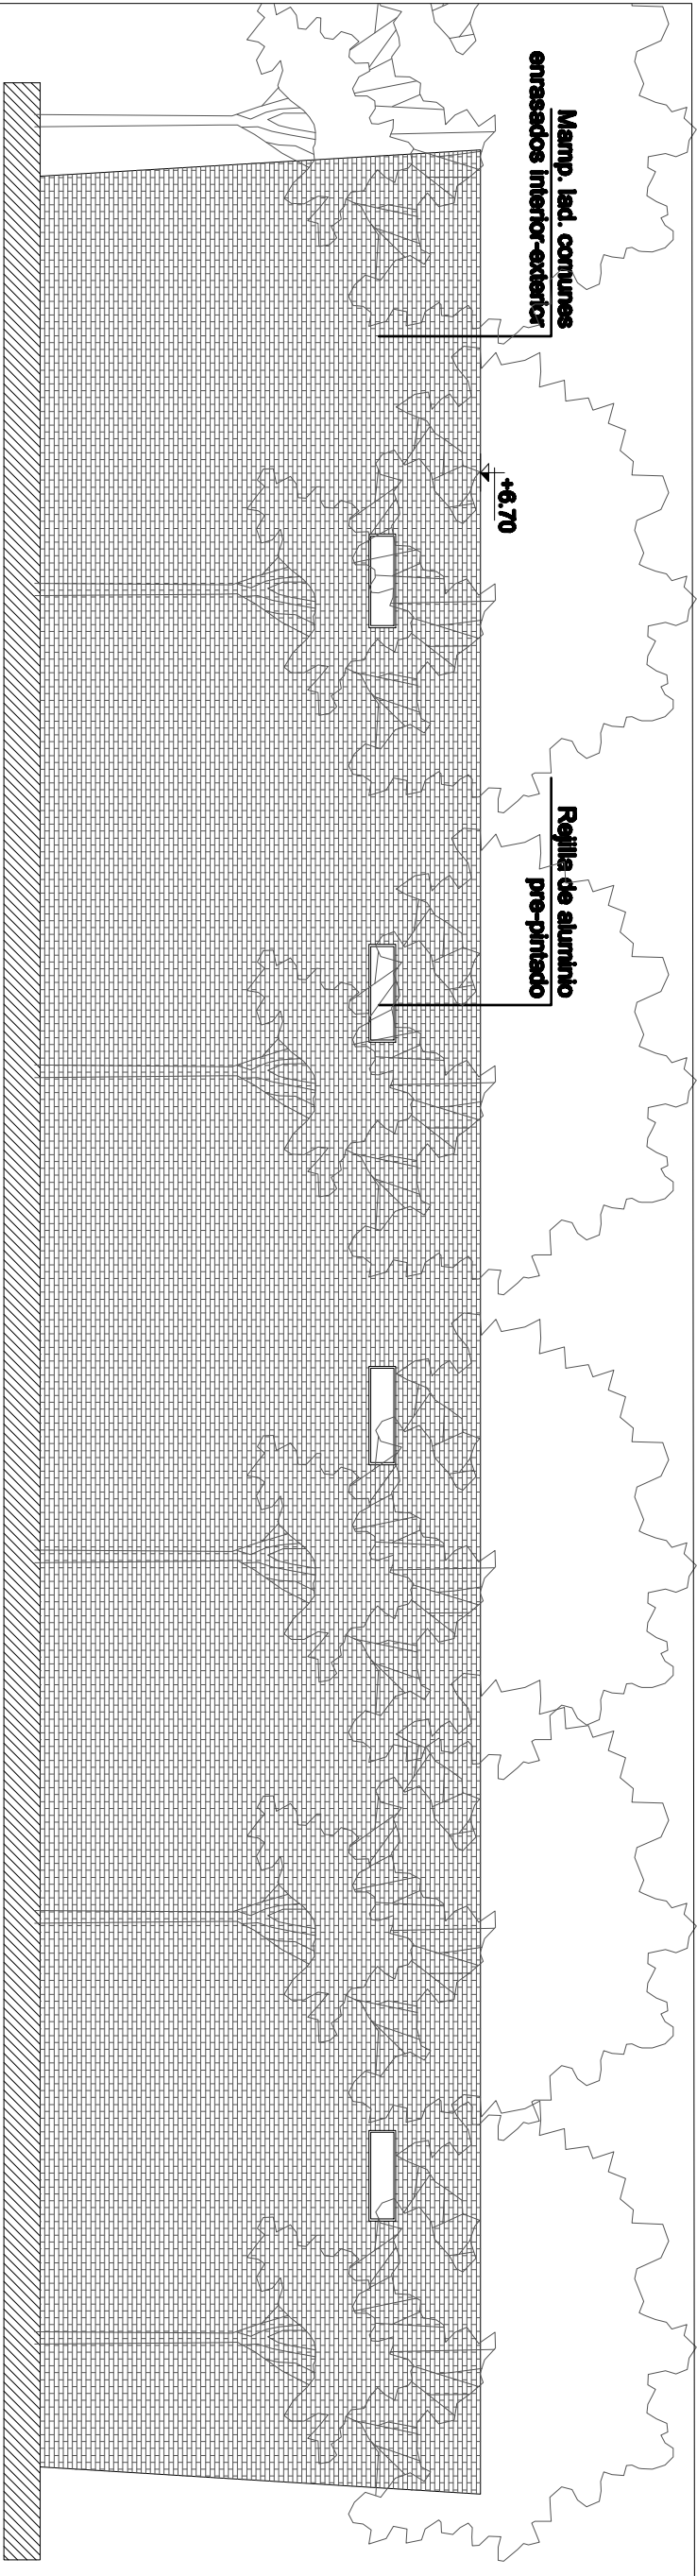 Mamp. lad. comunes
enrasados interior-exterior
+6.70
Rejilla de aluminio
pre-pintado